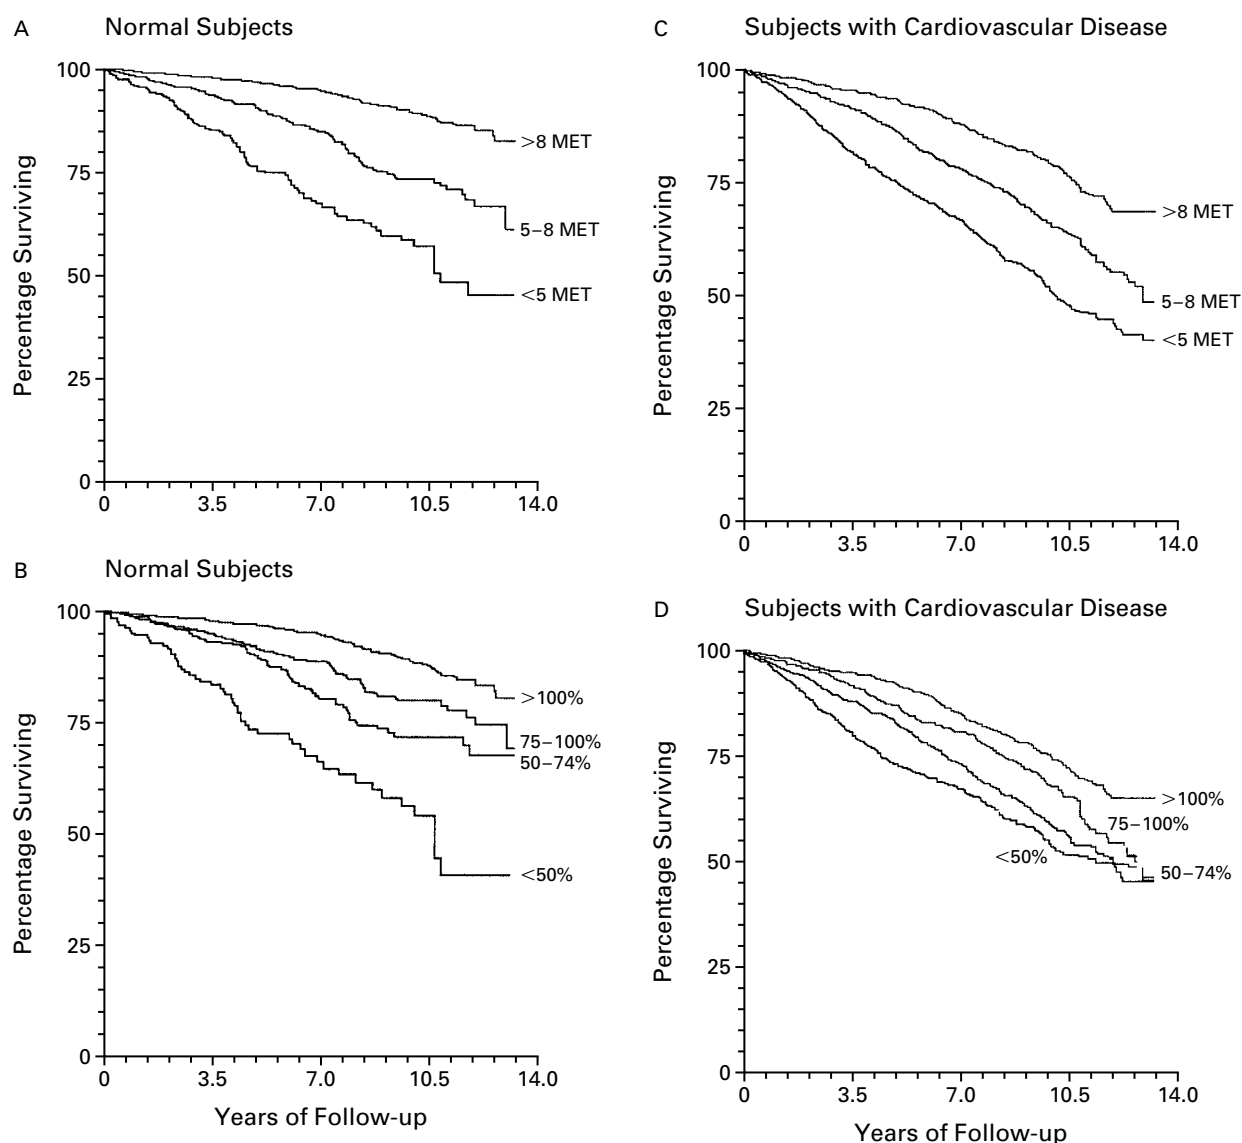 A Normal Subjects
Percentage Surviving
100
75
50
25
0
>8 MET
5–8 MET
<5 MET
0 3.5 7.0 10.5 14.0
B Normal Subjects
Percentage Surviving
100
75
50
25
0
>100%
75–100%
50–74%
<50%
0 3.5 7.0 10.5 14.0
Years of Follow-up
C Subjects with Cardiovascular Disease
Percentage Surviving
100
75
50
25
0
>8 MET
5–8 MET
<5 MET
0 3.5 7.0 10.5 14.0
D Subjects with Cardiovascular Disease
Percentage Surviving
100
75
50
25
0
>100%
75–100%
<50%
50–74%
0 3.5 7.0 10.5 14.0
Years of Follow-up